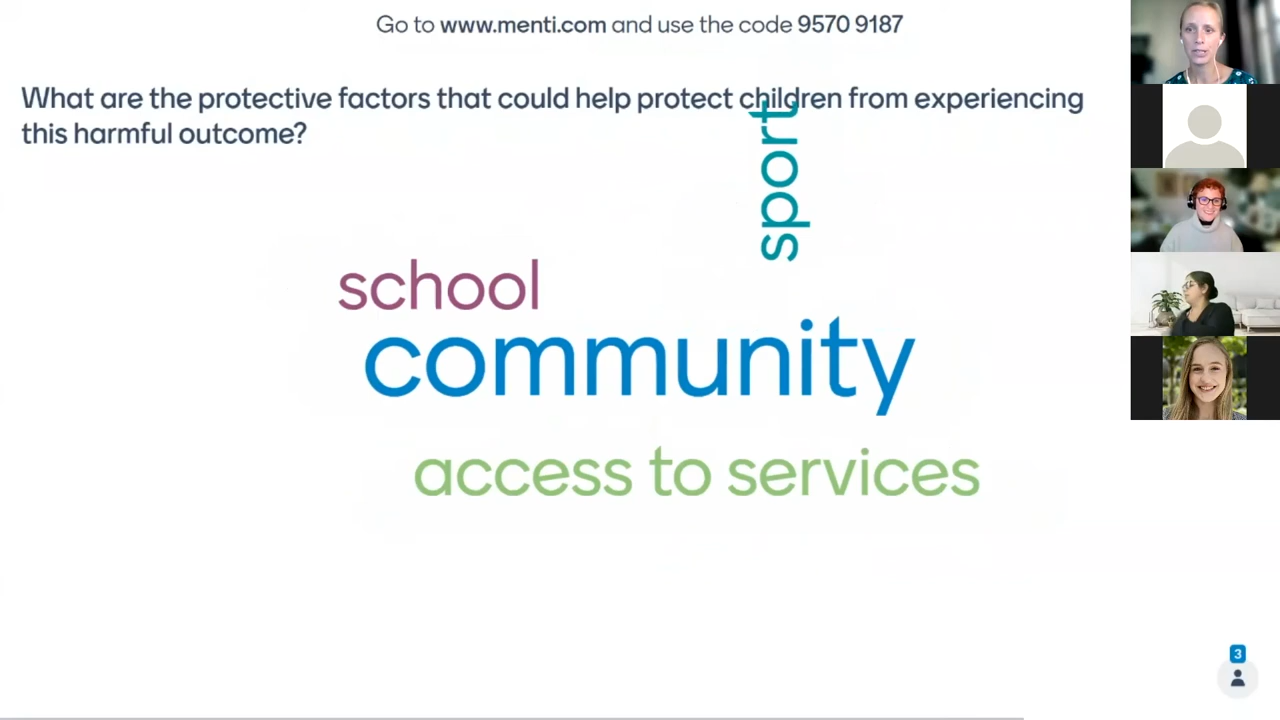 Go to www.menti.com and use the code 9570 9187
What are the protective factors that could help protect children from experiencing
this harmful outcome?
sport
school
community
access to services
3